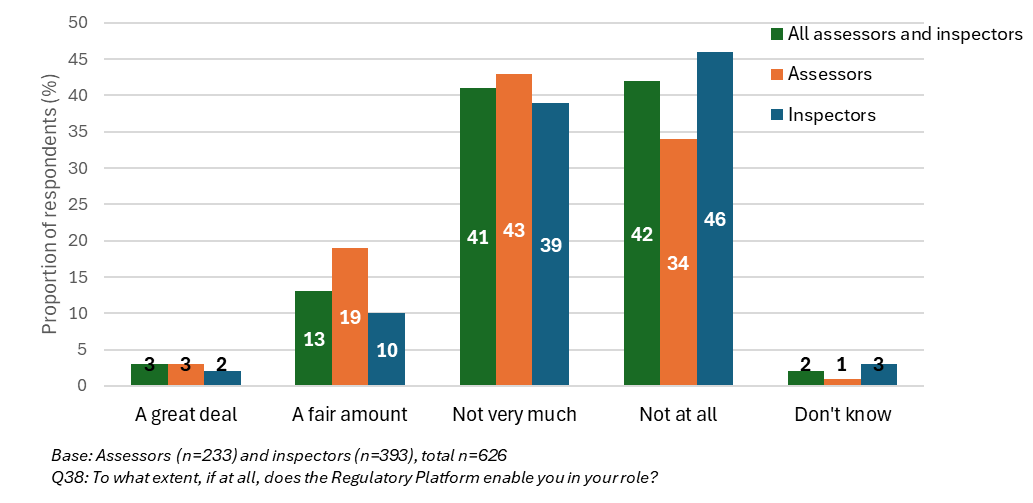 50
45
40
35
30
25
20
15
10
5
0
Proportion of respondents (%)
All assessors and inspectors
Assessors
Inspectors
3 3 2
13 19 10
41 43 39
42 34 46
2 1 3
A great deal A fair amount Not very much Not at all Don't know
Base: Assessors (n=233) and inspectors (n=393), total n=626
Q38: To what extent, if at all, does the Regulatory Platform enable you in your role?